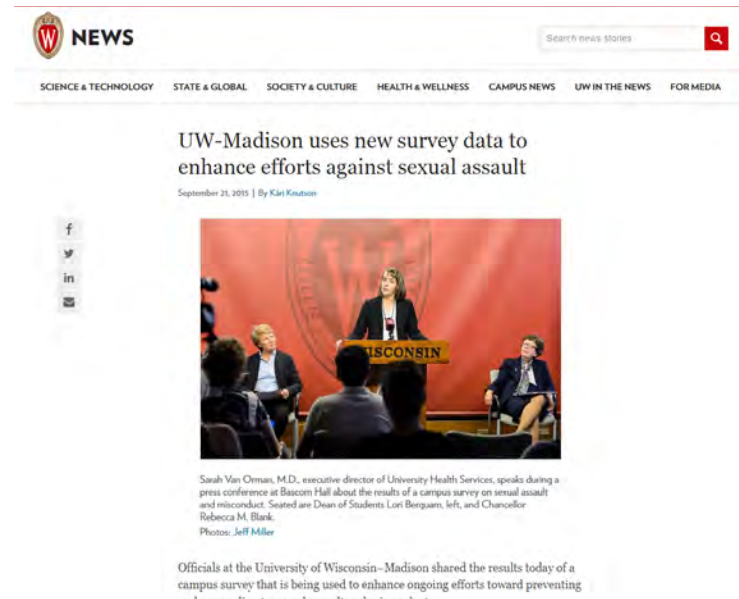 W NEWS
Search news stories
SCIENCE & TECHNOLOGY STATE & GLOBAL SOCIETY & CULTURE HEALTH & WELLNESS CAMPUS NEWS UW IN THE NEWS FOR MEDIA
UW-Madison uses new survey data to
enhance efforts against sexual assault
September 21, 2015 | By Käri Knutson
f
in
W
WISCONSIN
Sarah Van Orman, M.D., executive director of University Health Services, speaks during a
press conference at Bascom Hall about the results of a campus survey on sexual assault
and misconduct. Seated are Dean of Students Lori Berquam, left, and Chancellor
Rebecca M. Blank.
Photos: Jeff Miller
Officials at the University of Wisconsin–Madison shared the results today of a
campus survey that is being used to enhance ongoing efforts toward preventing